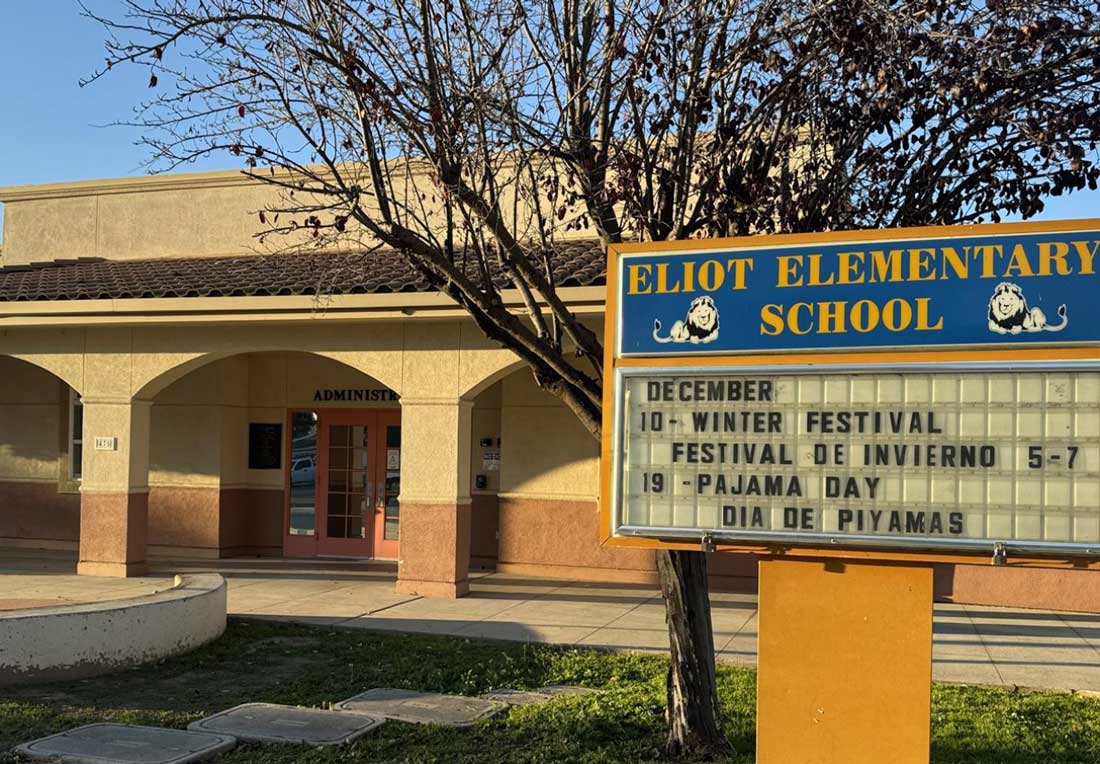 ELIOT ELEMENTARY
SCHOOL
DECEMBER
10- WINTER FESTIVAL
FESTIVAL DE INVIERNO 5-7
19 -PAJAMA DAY
DIA DE PIYAMAS
ADMINISTR